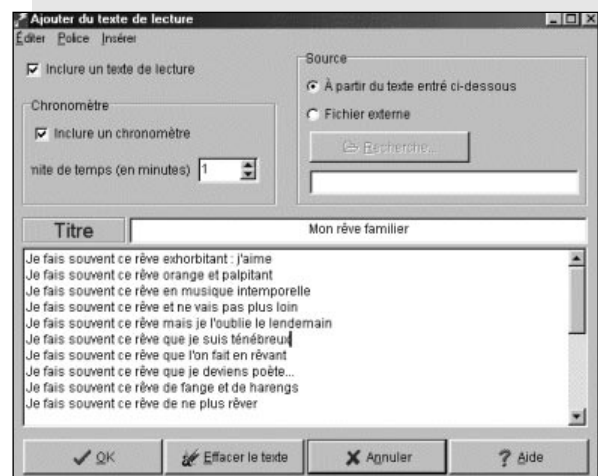 Ajouter du texte de lecture
Éditer Police Insérer
Inclure un texte de lecture
Source
À partir du texte entré ci-dessous
Fichier externe
Recherche...
Chronomètre
Inclure un chronomètre
mite de temps (en minutes) 1
Titre Mon rêve familier
Je fais souvent ce rêve exhorbitant : j'aime
Je fais souvent ce rêve orange et palpitant
Je fais souvent ce rêve en musique intemporelle
Je fais souvent ce rêve et ne vais pas plus loin
Je fais souvent ce rêve mais je l'oublie le lendemain
Je fais souvent ce rêve que je suis ténébreux
Je fais souvent ce rêve que l'on fait en rêvant
Je fais souvent ce rêve que je deviens poète...
Je fais souvent ce rêve de fange et de harengs
Je fais souvent ce rêve de ne plus rêver
OK Effacer le texte Annuler ? Aide